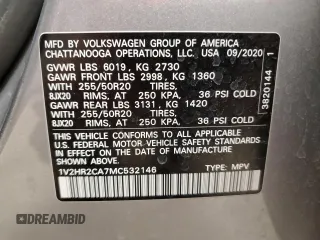 MFD BY VOLKSWAGEN GROUP OF AMERICA
CHATTANOOGA OPERATIONS, LLC. USA 09/2020
GVWR LBS 6019, KG 2730
GAWR FRONT LBS 2998, KG 1360
WITH 255/50R20 TIRES,
8JX20 RIMS, AT 250 KPA, 36 PSI COLD
GAWR REAR LBS 3131, KG 1420
WITH 255/50R20 TIRES,
8JX20 RIMS, AT 250 KPA, 36 PSI COLD
THIS VEHICLE CONFORMS TO ALL APPLICABLE
FEDERAL MOTOR VEHICLE SAFETY STANDARDS
IN EFFECT ON THE DATE OF MANUFACTURE
SHOWN ABOVE.
1V2HR2CA7MC532146 TYPE: MPV
3820144 1
DREAMBID